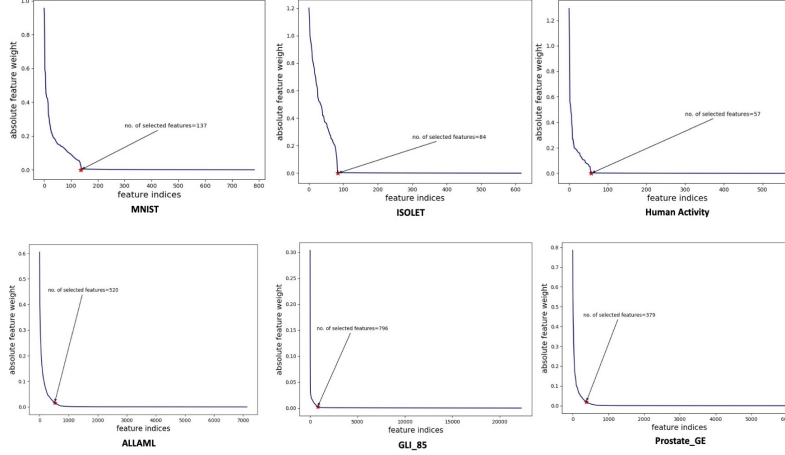 1.0
0.8
0.6
0.4
0.2
0.0
absolute feature weight
no. of selected features=137
0 100 200 300 400 500 600 700 800
feature indices
MNIST
1.2
1.0
0.8
0.6
0.4
0.2
0.0
absolute feature weight
no. of selected features=84
0 100 200 300 400 500 600
feature indices
ISOLET
1.2
1.0
0.8
0.6
0.4
0.2
0.0
absolute feature weight
no. of selected features=57
0 100 200 300 400 500
feature indices
Human Activity
0.6
0.5
0.4
0.3
0.2
0.1
0.0
absolute feature weight
no. of selected features=520
0 1000 2000 3000 4000 5000 6000 7000
feature indices
ALLAML
0.30
0.25
0.20
0.15
0.10
0.05
0.00
absolute feature weight
no. of selected features=796
0 5000 10000 15000 20000
feature indices
GLI_85
0.8
0.7
0.6
0.5
0.4
0.3
0.2
0.1
0.0
absolute feature weight
no. of selected features=379
0 1000 2000 3000 4000 5000 6000
feature indices
Prostate_GE